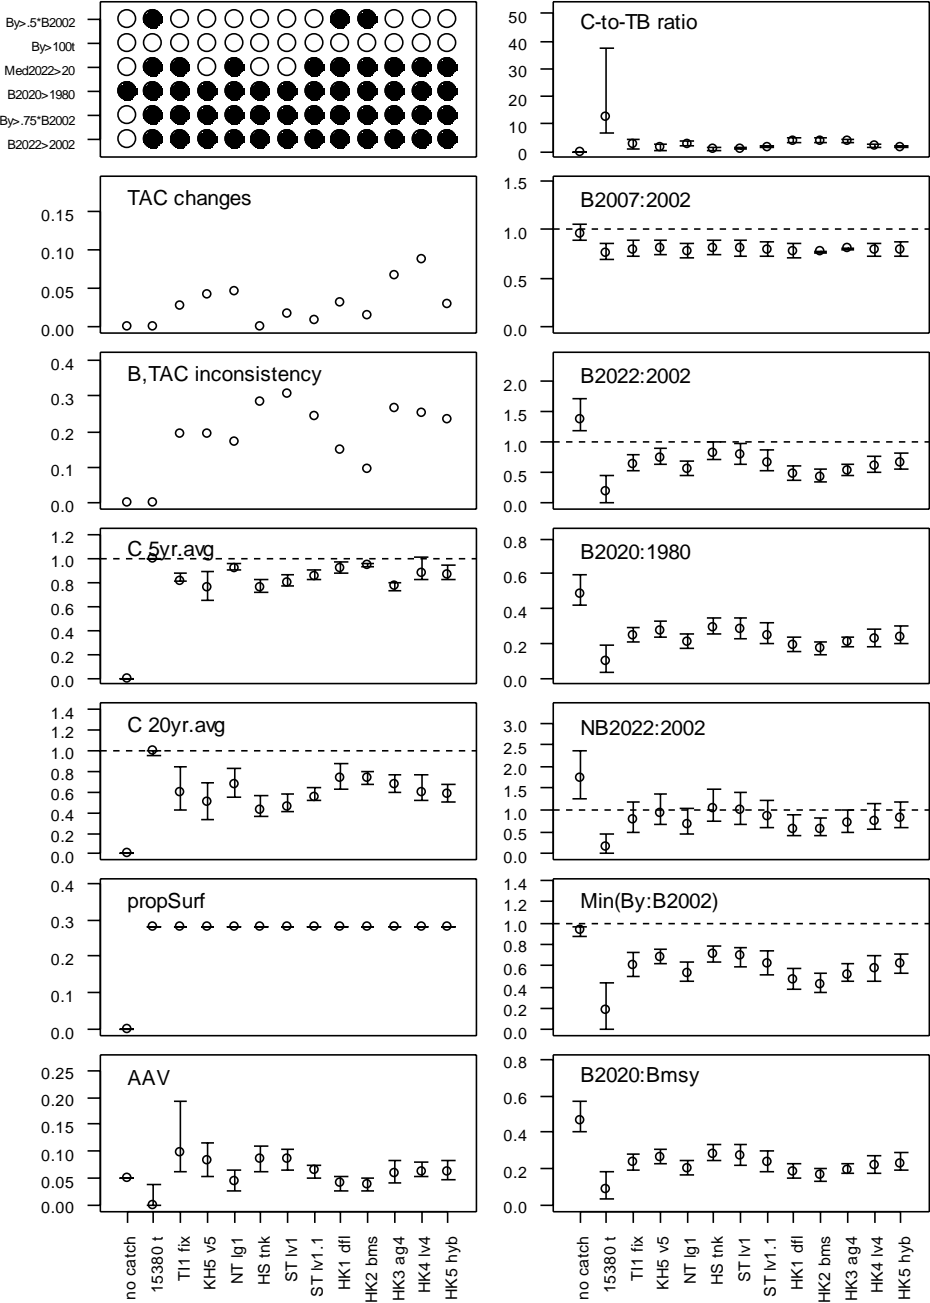 By>.5*B2002
By>100t
Med2022>20
B2020>1980
By>.75*B2002
B2022>2002
C-to-TB ratio
50
40
30
20
10
0
TAC changes
0.15
0.10
0.05
0.00
B2007:2002
1.5
1.0
0.5
0.0
B,TAC inconsistency
0.4
0.3
0.2
0.1
0.0
B2022:2002
2.0
1.5
1.0
0.5
0.0
C 5yr.avg
1.2
1.0
0.8
0.6
0.4
0.2
0.0
B2020:1980
0.8
0.6
0.4
0.2
0.0
C 20yr.avg
1.4
1.2
1.0
0.8
0.6
0.4
0.2
0.0
NB2022:2002
3.0
2.5
2.0
1.5
1.0
0.5
0.0
propSurf
0.4
0.3
0.2
0.1
0.0
Min(By:B2002)
1.4
1.2
1.0
0.8
0.6
0.4
0.2
0.0
AAV
0.25
0.20
0.15
0.10
0.05
0.00
B2020:Bmsy
0.8
0.6
0.4
0.2
0.0
no catch
15380 t
TI1 fix
KH5 v5
NT lg1
HS tnk
ST lv1
ST lv1.1
HK1 dfl
HK2 bms
HK3 ag4
HK4 lv4
HK5 hyb
no catch
15380 t
TI1 fix
KH5 v5
NT lg1
HS tnk
ST lv1
ST lv1.1
HK1 dfl
HK2 bms
HK3 ag4
HK4 lv4
HK5 hyb